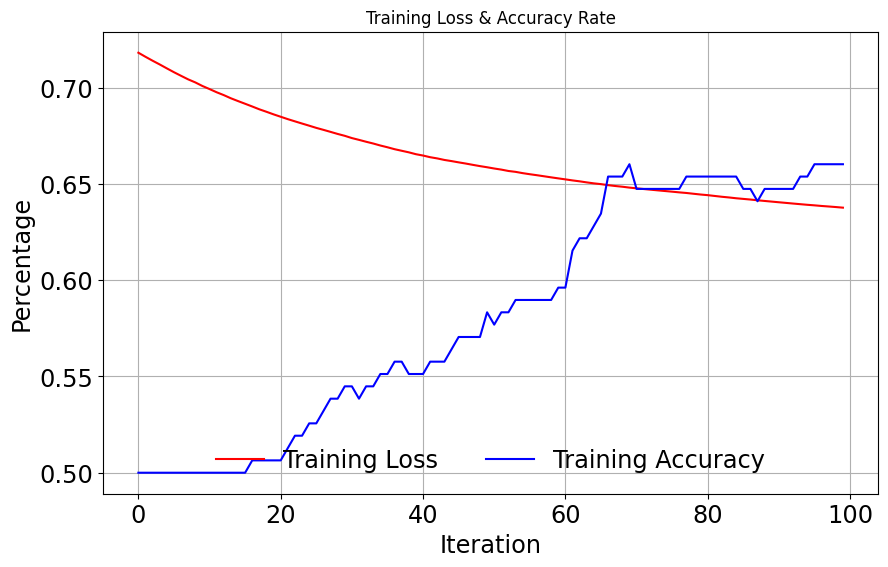 Training Loss & Accuracy Rate
Percentage
0.70
0.65
0.60
0.55
0.50
Training Loss Training Accuracy
0 20 40 60 80 100
Iteration